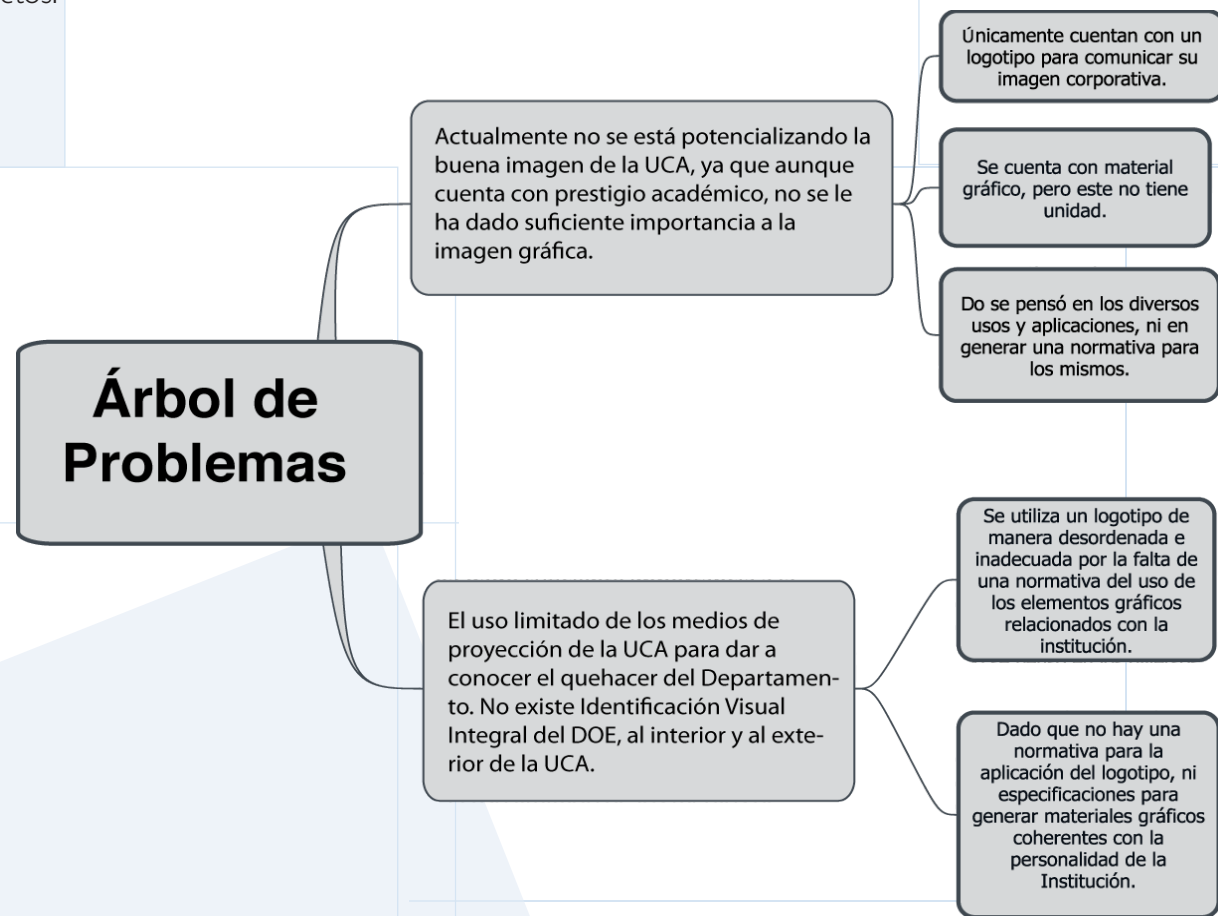 etos.
Árbol de
Problemas
Actualmente no se está potencializando la
buena imagen de la UCA, ya que aunque
cuenta con prestigio académico, no se le
ha dado suficiente importancia a la
imagen gráfica.
Únicamente cuentan con un
logotipo para comunicar su
imagen corporativa.
Se cuenta con material
gráfico, pero este no tiene
unidad.
Do se pensó en los diversos
usos y aplicaciones, ni en
generar una normativa para
los mismos.
El uso limitado de los medios de
proyección de la UCA para dar a
conocer el quehacer del Departamen-
to. No existe Identificación Visual
Integral del DOE, al interior y al exte-
rior de la UCA.
Se utiliza un logotipo de
manera desordenada e
inadecuada por la falta de
una normativa del uso de
los elementos gráficos
relacionados con la
institución.
Dado que no hay una
normativa para la
aplicación del logotipo, ni
especificaciones para
generar materiales gráficos
coherentes con la
personalidad de la
Institución.